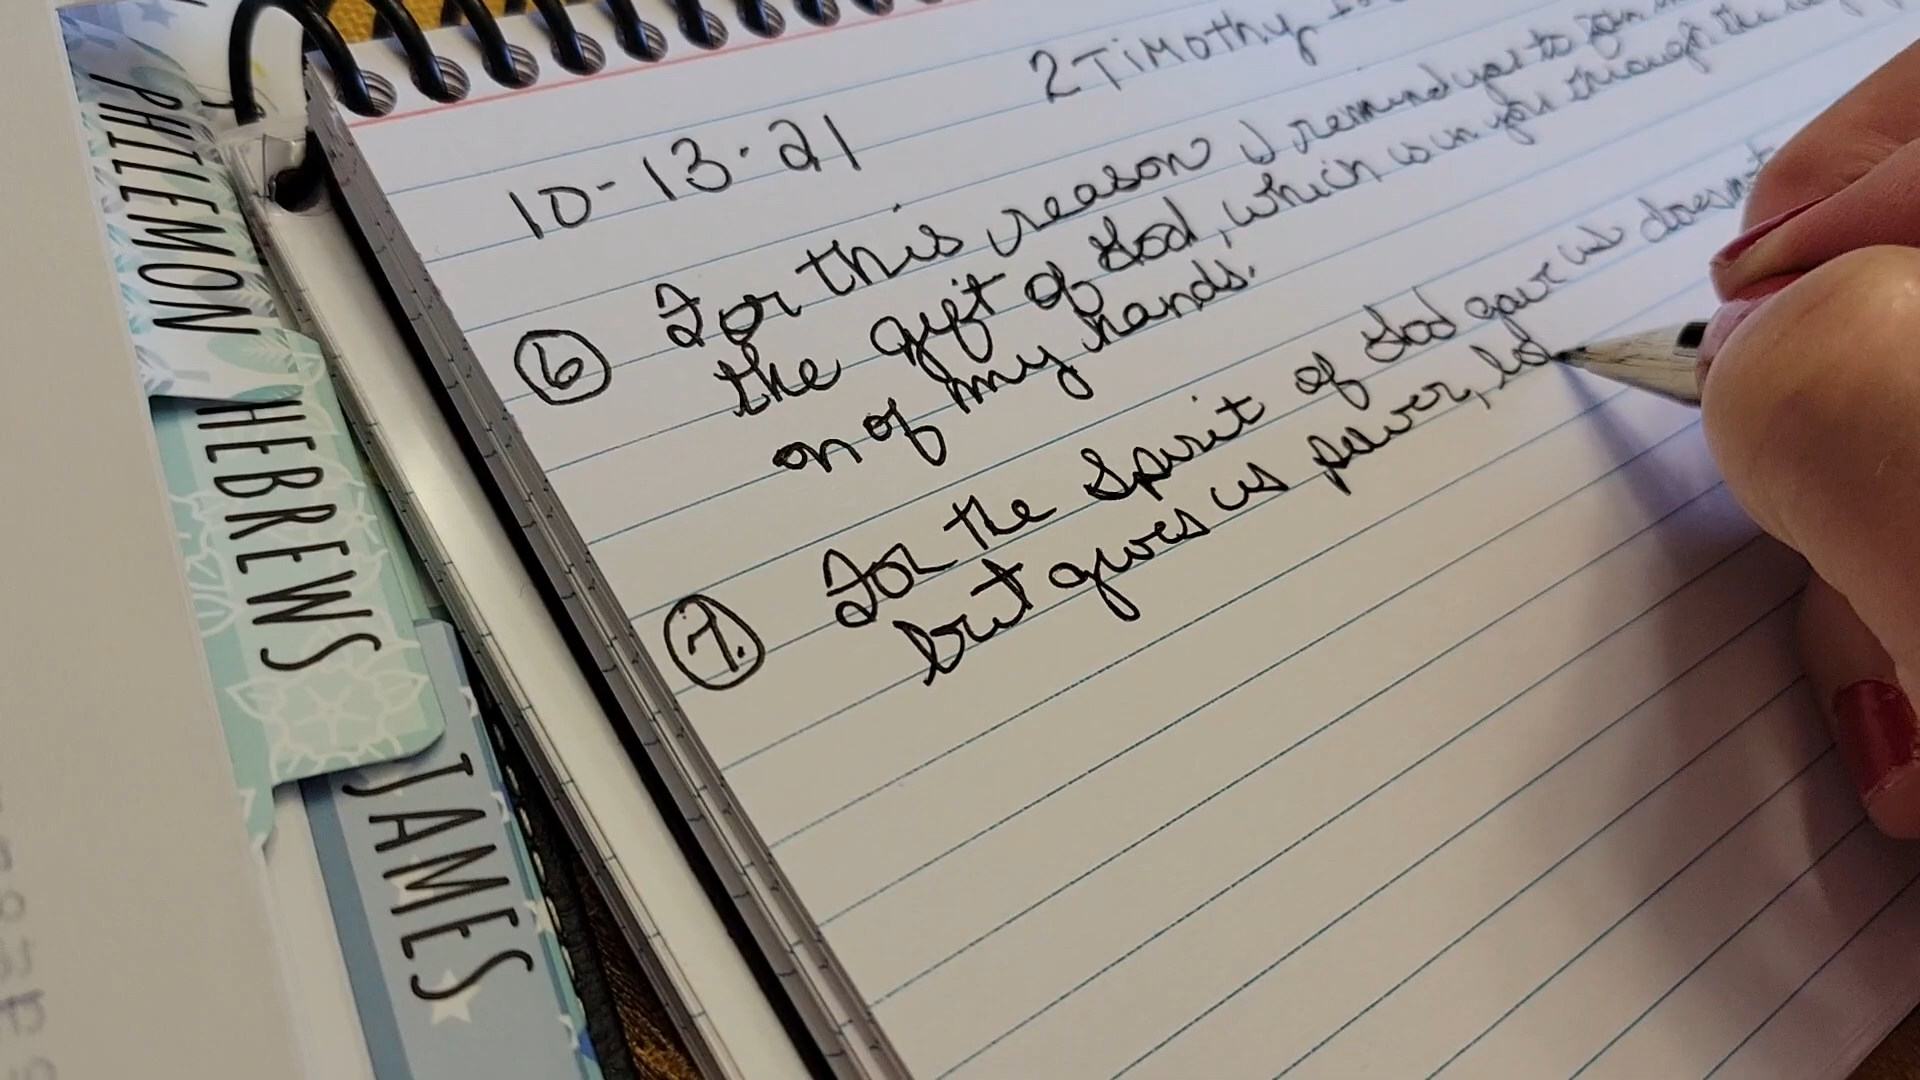 PHILEMON
HEBREWS
JAMES
10-13-21
2 Timothy
⑥ For this reason I remind you to
the gift of God, which is in you through the
on of my hands.
⑦. For the Spirit of God gave us doesn't
but gives us power, lo